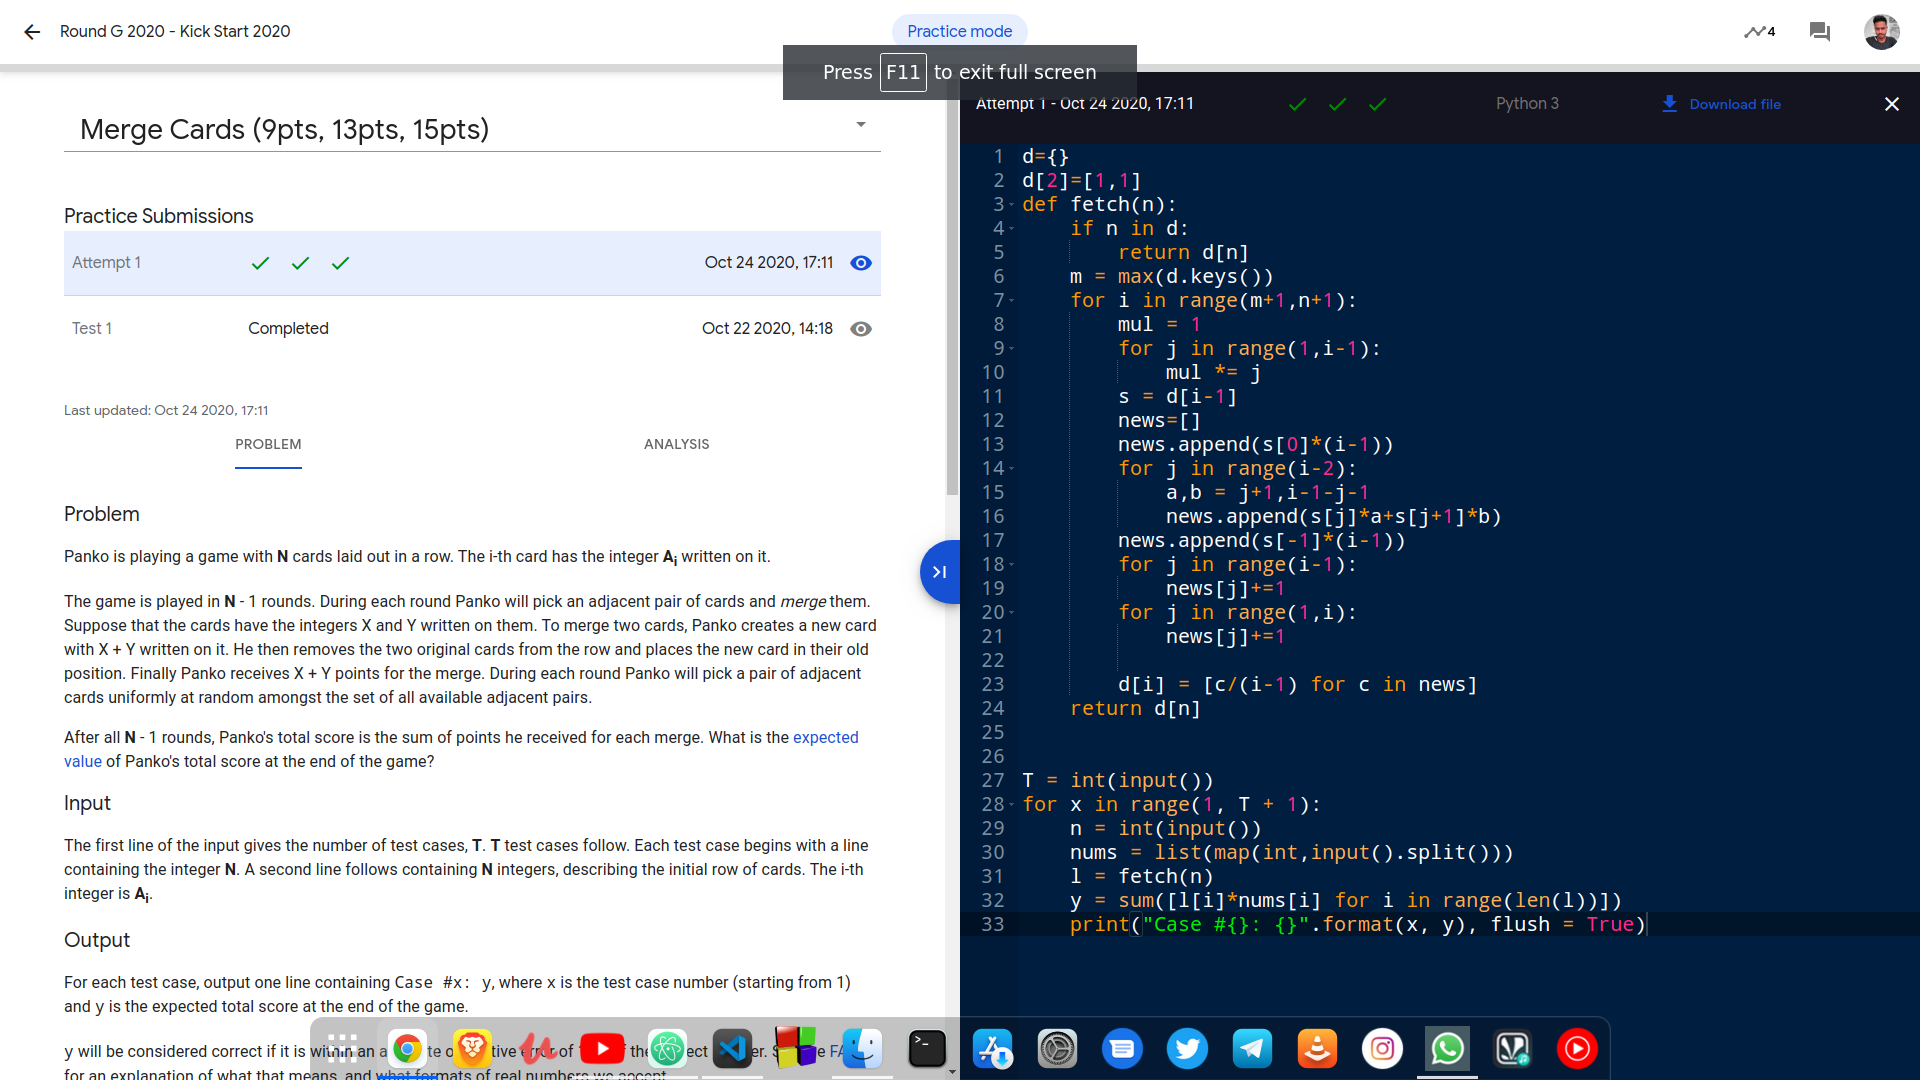 Round G 2020 - Kick Start 2020
Practice mode
4
Press F11 to exit full screen
Merge Cards (9pts, 13pts, 15pts)
Practice Submissions
Attempt 1 Oct 24 2020, 17:11
Test 1 Completed Oct 22 2020, 14:18
Last updated: Oct 24 2020, 17:11
PROBLEM ANALYSIS
Problem
Panko is playing a game with N cards laid out in a row. The i-th card has the integer Ai written on it.
The game is played in N - 1 rounds. During each round Panko will pick an adjacent pair of cards and merge them.
Suppose that the cards have the integers X and Y written on them. To merge two cards, Panko creates a new card
with X + Y written on it. He then removes the two original cards from the row and places the new card in their old
position. Finally Panko receives X + Y points for the merge. During each round Panko will pick a pair of adjacent
cards uniformly at random amongst the set of all available adjacent pairs.
After all N - 1 rounds, Panko's total score is the sum of points he received for each merge. What is the expected
value of Panko's total score at the end of the game?
Input
The first line of the input gives the number of test cases, T. T test cases follow. Each test case begins with a line
containing the integer N. A second line follows containing N integers, describing the initial row of cards. The i-th
integer is Ai.
Output
For each test case, output one line containing Case #x: y, where x is the test case number (starting from 1)
and y is the expected total score at the end of the game.
y will be considered correct if it is within an
for an explanation of what that means, and what formats of real numbers we accept.
Attempt 1 - Oct 24 2020, 17:11 Python 3 Download file
1 d={}
2 d[2]=[1,1]
3 def fetch(n):
4     if n in d:
5         return d[n]
6     m = max(d.keys())
7     for i in range(m+1,n+1):
8         mul = 1
9         for j in range(1,i-1):
10             mul *= j
11         s = d[i-1]
12         news=[]
13         news.append(s[0]*(i-1))
14         for j in range(i-2):
15             a,b = j+1,i-1-j-1
16             news.append(s[j]*a+s[j+1]*b)
17         news.append(s[-1]*(i-1))
18         for j in range(i-1):
19             news[j]+=1
20         for j in range(1,i):
21             news[j]+=1
22
23         d[i] = [c/(i-1) for c in news]
24     return d[n]
25
26
27 T = int(input())
28 for x in range(1, T + 1):
29     n = int(input())
30     nums = list(map(int,input().split()))
31     l = fetch(n)
32     y = sum([l[i]*nums[i] for i in range(len(l))])
33     print("Case #{}: {}".format(x, y), flush = True)